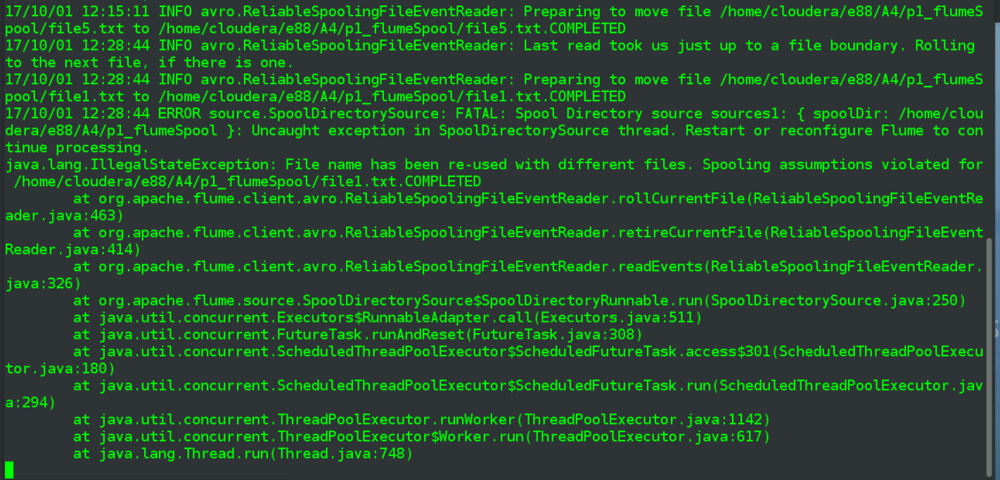 17/10/01 12:15:11 INFO avro.ReliableSpoolingFileEventReader: Preparing to move file /home/cloudera/e88/A4/p1_flumeS
pool/file5.txt to /home/cloudera/e88/A4/p1_flumeSpool/file5.txt.COMPLETED
17/10/01 12:28:44 INFO avro.ReliableSpoolingFileEventReader: Last read took us just up to a file boundary. Rolling
to the next file, if there is one.
17/10/01 12:28:44 INFO avro.ReliableSpoolingFileEventReader: Preparing to move file /home/cloudera/e88/A4/p1_flumeS
pool/file1.txt to /home/cloudera/e88/A4/p1_flumeSpool/file1.txt.COMPLETED
17/10/01 12:28:44 ERROR source.SpoolDirectorySource: FATAL: Spool Directory source sources1: { spoolDir: /home/clou
dera/e88/A4/p1_flumeSpool }: Uncaught exception in SpoolDirectorySource thread. Restart or reconfigure Flume to con
tinue processing.
java.lang.IllegalStateException: File name has been re-used with different files. Spooling assumptions violated for
 /home/cloudera/e88/A4/p1_flumeSpool/file1.txt.COMPLETED
        at org.apache.flume.client.avro.ReliableSpoolingFileEventReader.rollCurrentFile(ReliableSpoolingFileEventRe
ader.java:463)
        at org.apache.flume.client.avro.ReliableSpoolingFileEventReader.retireCurrentFile(ReliableSpoolingFileEvent
Reader.java:414)
        at org.apache.flume.client.avro.ReliableSpoolingFileEventReader.readEvents(ReliableSpoolingFileEventReader.
java:326)
        at org.apache.flume.source.SpoolDirectorySource$SpoolDirectoryRunnable.run(SpoolDirectorySource.java:250)
        at java.util.concurrent.Executors$RunnableAdapter.call(Executors.java:511)
        at java.util.concurrent.FutureTask.runAndReset(FutureTask.java:308)
        at java.util.concurrent.ScheduledThreadPoolExecutor$ScheduledFutureTask.access$301(ScheduledThreadPoolExecu
tor.java:180)
        at java.util.concurrent.ScheduledThreadPoolExecutor$ScheduledFutureTask.run(ScheduledThreadPoolExecutor.jav
a:294)
        at java.util.concurrent.ThreadPoolExecutor.runWorker(ThreadPoolExecutor.java:1142)
        at java.util.concurrent.ThreadPoolExecutor$Worker.run(ThreadPoolExecutor.java:617)
        at java.lang.Thread.run(Thread.java:748)